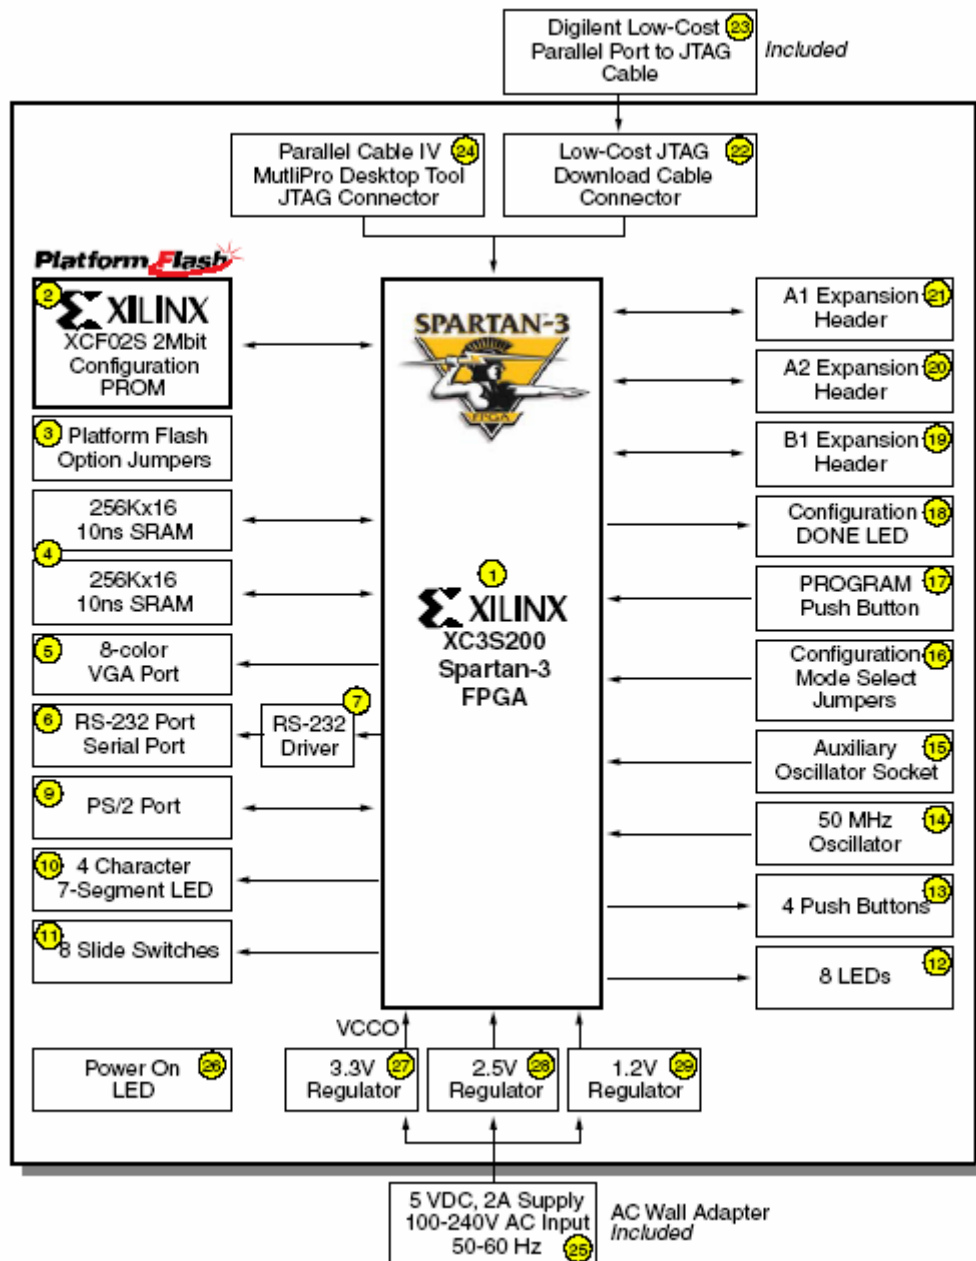 Digilent Low-Cost 23
Parallel Port to JTAG
Cable
Included
Parallel Cable IV 24
MutliPro Desktop Tool
JTAG Connector
Low-Cost JTAG 22
Download Cable
Connector
Platform Flash
2 XILINX
XCF02S 2Mbit
Configuration
PROM
3 Platform Flash
Option Jumpers
256Kx16
10ns SRAM
4
256Kx16
10ns SRAM
5 8-color
VGA Port
6 RS-232 Port
Serial Port
7
RS-232
Driver
9 PS/2 Port
10 4 Character
7-Segment LED
11 8 Slide Switches
SPARTAN-3
FPGA
1
XILINX
XC3S200
Spartan-3
FPGA
A1 Expansion 21
Header
A2 Expansion 20
Header
B1 Expansion 19
Header
Configuration 18
DONE LED
PROGRAM 17
Push Button
Configuration 16
Mode Select
Jumpers
Auxiliary 15
Oscillator Socket
50 MHz 14
Oscillator
4 Push Buttons 13
8 LEDs 12
VCCO
Power On 26
LED
3.3V 27
Regulator
2.5V 28
Regulator
1.2V 29
Regulator
5 VDC, 2A Supply
100-240V AC Input
50-60 Hz 25
AC Wall Adapter
Included